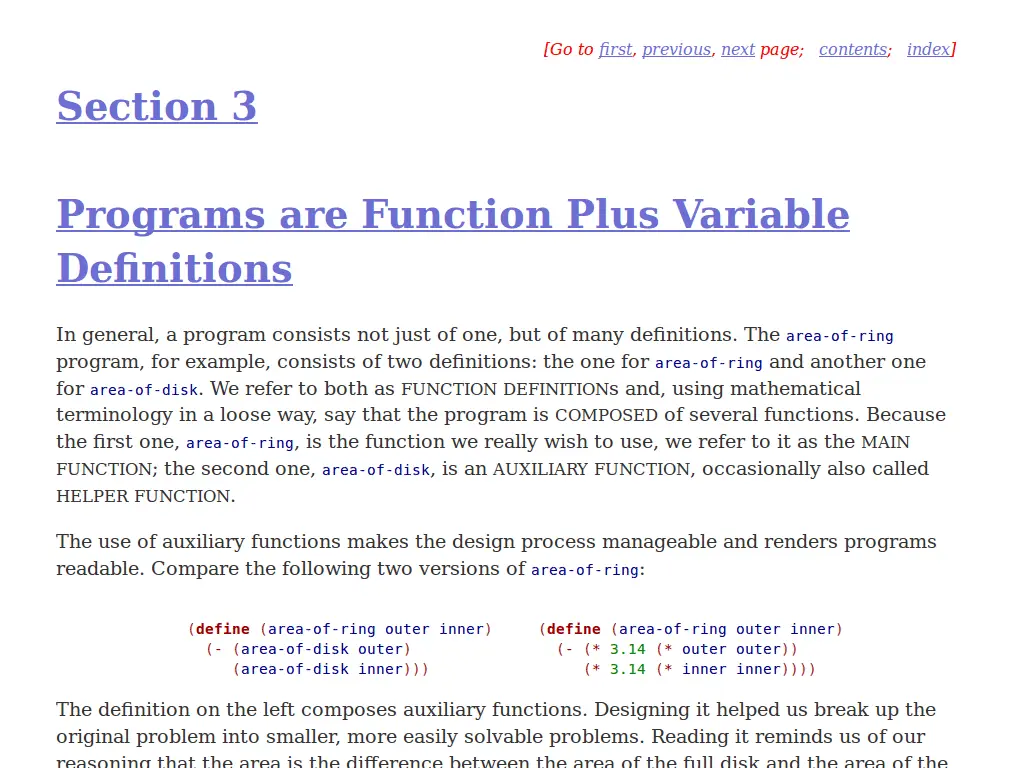 [Go to first, previous, next page;   contents;   index]
Section 3
Programs are Function Plus Variable
Definitions
In general, a program consists not just of one, but of many definitions. The area-of-ring
program, for example, consists of two definitions: the one for area-of-ring and another one
for area-of-disk. We refer to both as FUNCTION DEFINITIONs and, using mathematical
terminology in a loose way, say that the program is COMPOSED of several functions. Because
the first one, area-of-ring, is the function we really wish to use, we refer to it as the MAIN
FUNCTION; the second one, area-of-disk, is an AUXILIARY FUNCTION, occasionally also called
HELPER FUNCTION.
The use of auxiliary functions makes the design process manageable and renders programs
readable. Compare the following two versions of area-of-ring:
(define (area-of-ring outer inner)
  (- (area-of-disk outer)
     (area-of-disk inner)))
(define (area-of-ring outer inner)
  (- (* 3.14 (* outer outer))
     (* 3.14 (* inner inner))))
The definition on the left composes auxiliary functions. Designing it helped us break up the
original problem into smaller, more easily solvable problems. Reading it reminds us of our
reasoning that the area is the difference between the area of the full disk and the area of the